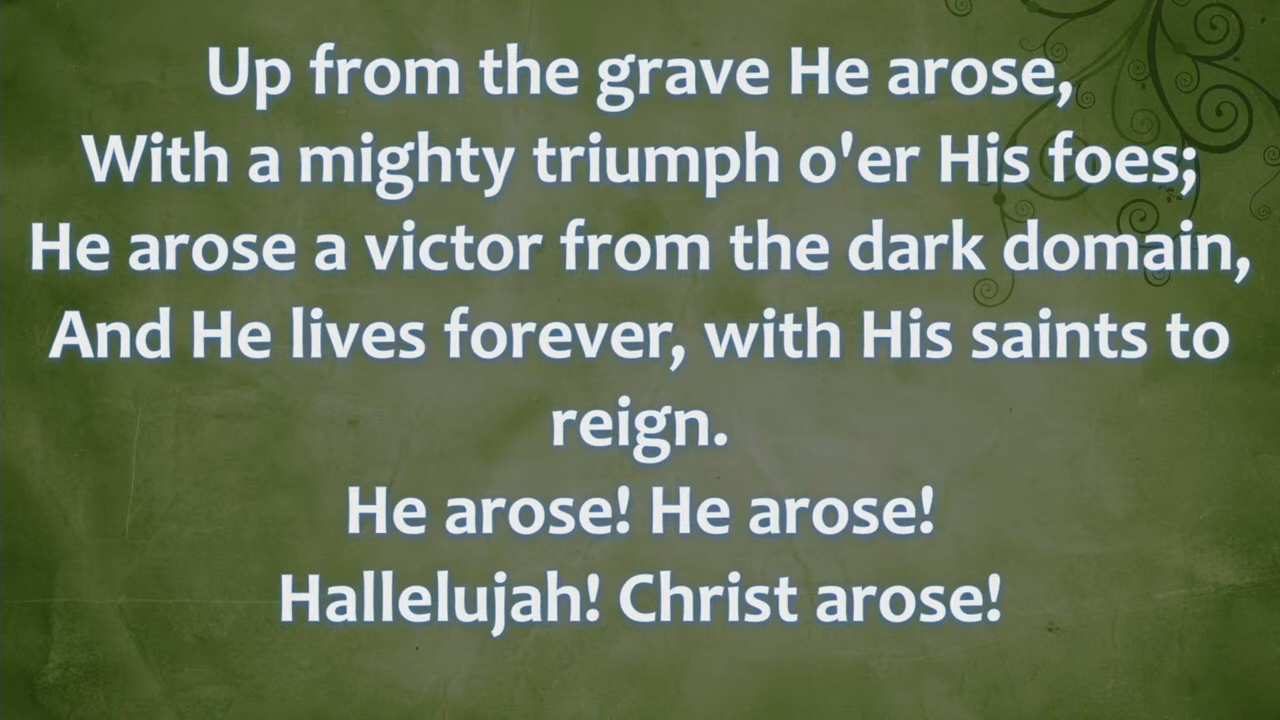 Up from the grave He arose,
With a mighty triumph o'er His foes;
He arose a victor from the dark domain,
And He lives forever, with His saints to
reign.
He arose! He arose!
Hallelujah! Christ arose!